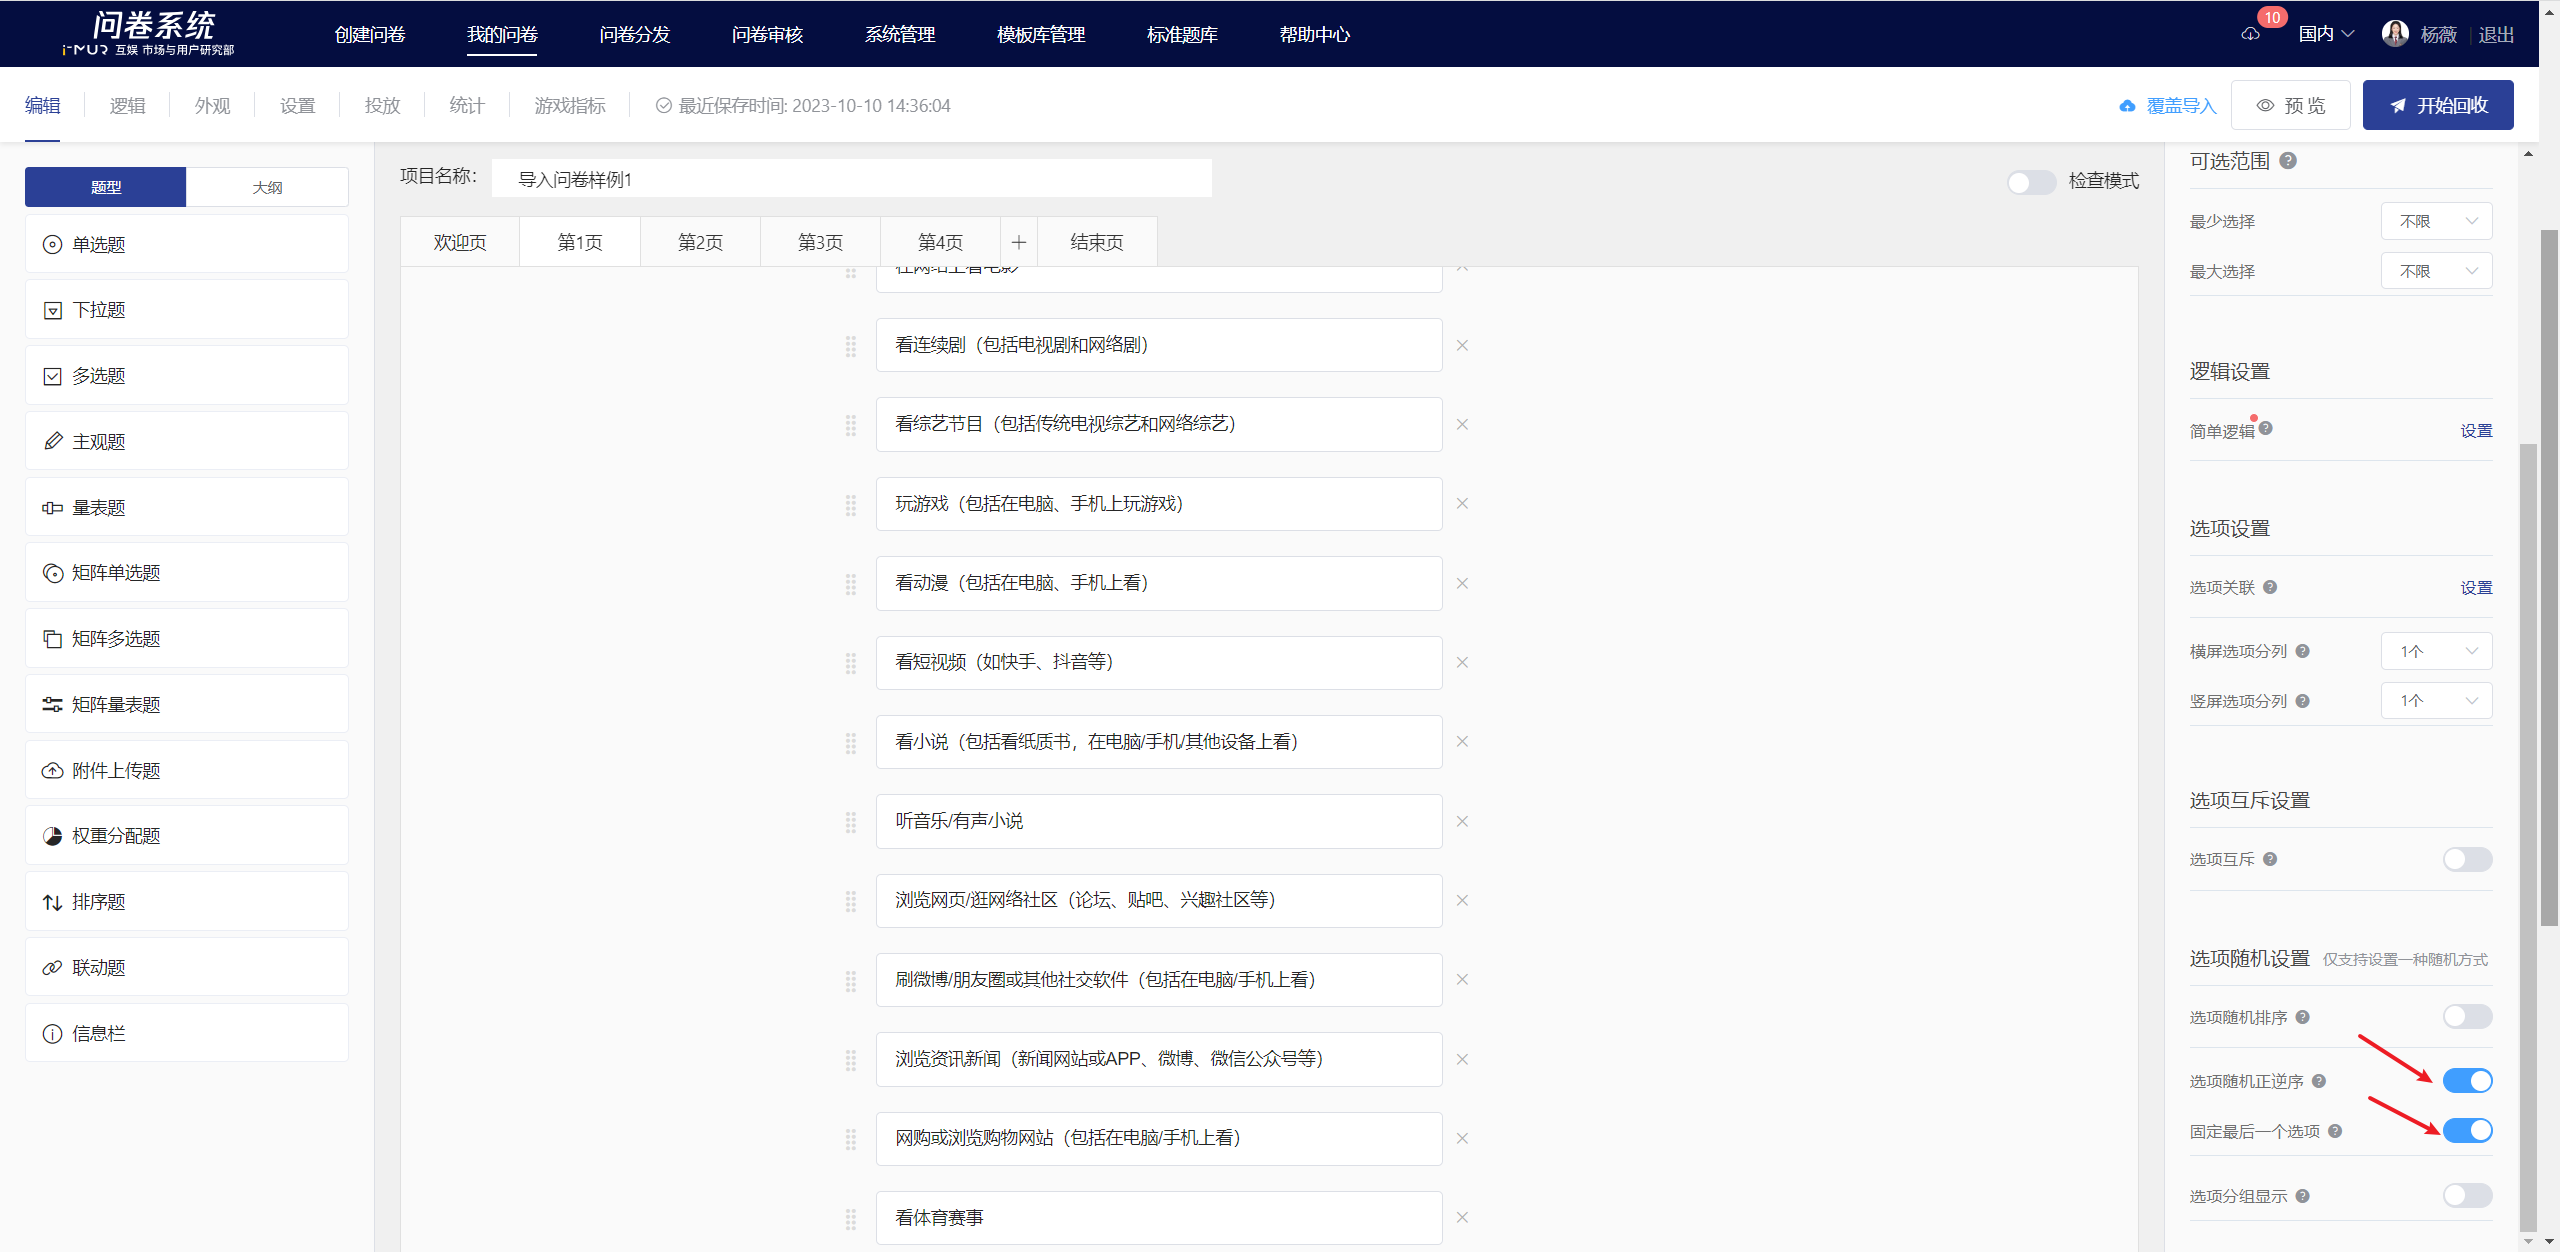 问卷系统
i-MUR 互娱 市场与用户研究部
创建问卷
我的问卷
问卷分发
问卷审核
系统管理
模板库管理
标准题库
帮助中心
10
国内
杨薇
退出
编辑
逻辑
外观
设置
投放
统计
游戏指标
最近保存时间: 2023-10-10 14:36:04
覆盖导入
预 览
开始回收
题型
大纲
单选题
下拉题
多选题
主观题
量表题
矩阵单选题
矩阵多选题
矩阵量表题
附件上传题
权重分配题
排序题
联动题
信息栏
项目名称:
导入问卷样例1
检查模式
欢迎页
第1页
第2页
第3页
第4页
结束页
在网络上看电影
看连续剧（包括电视剧和网络剧）
看综艺节目（包括传统电视综艺和网络综艺）
玩游戏（包括在电脑、手机上玩游戏）
看动漫（包括在电脑、手机上看）
看短视频（如快手、抖音等）
看小说（包括看纸质书，在电脑/手机/其他设备上看）
听音乐/有声小说
浏览网页/逛网络社区（论坛、贴吧、兴趣社区等）
刷微博/朋友圈或其他社交软件（包括在电脑/手机上看）
浏览资讯新闻（新闻网站或APP、微博、微信公众号等）
网购或浏览购物网站（包括在电脑/手机上看）
看体育赛事
可选范围
最少选择
不限
最大选择
不限
逻辑设置
简单逻辑
设置
选项设置
选项关联
设置
横屏选项分列
1个
竖屏选项分列
1个
选项互斥设置
选项互斥
选项随机设置 仅支持设置一种随机方式
选项随机排序
选项随机正逆序
固定最后一个选项
选项分组显示